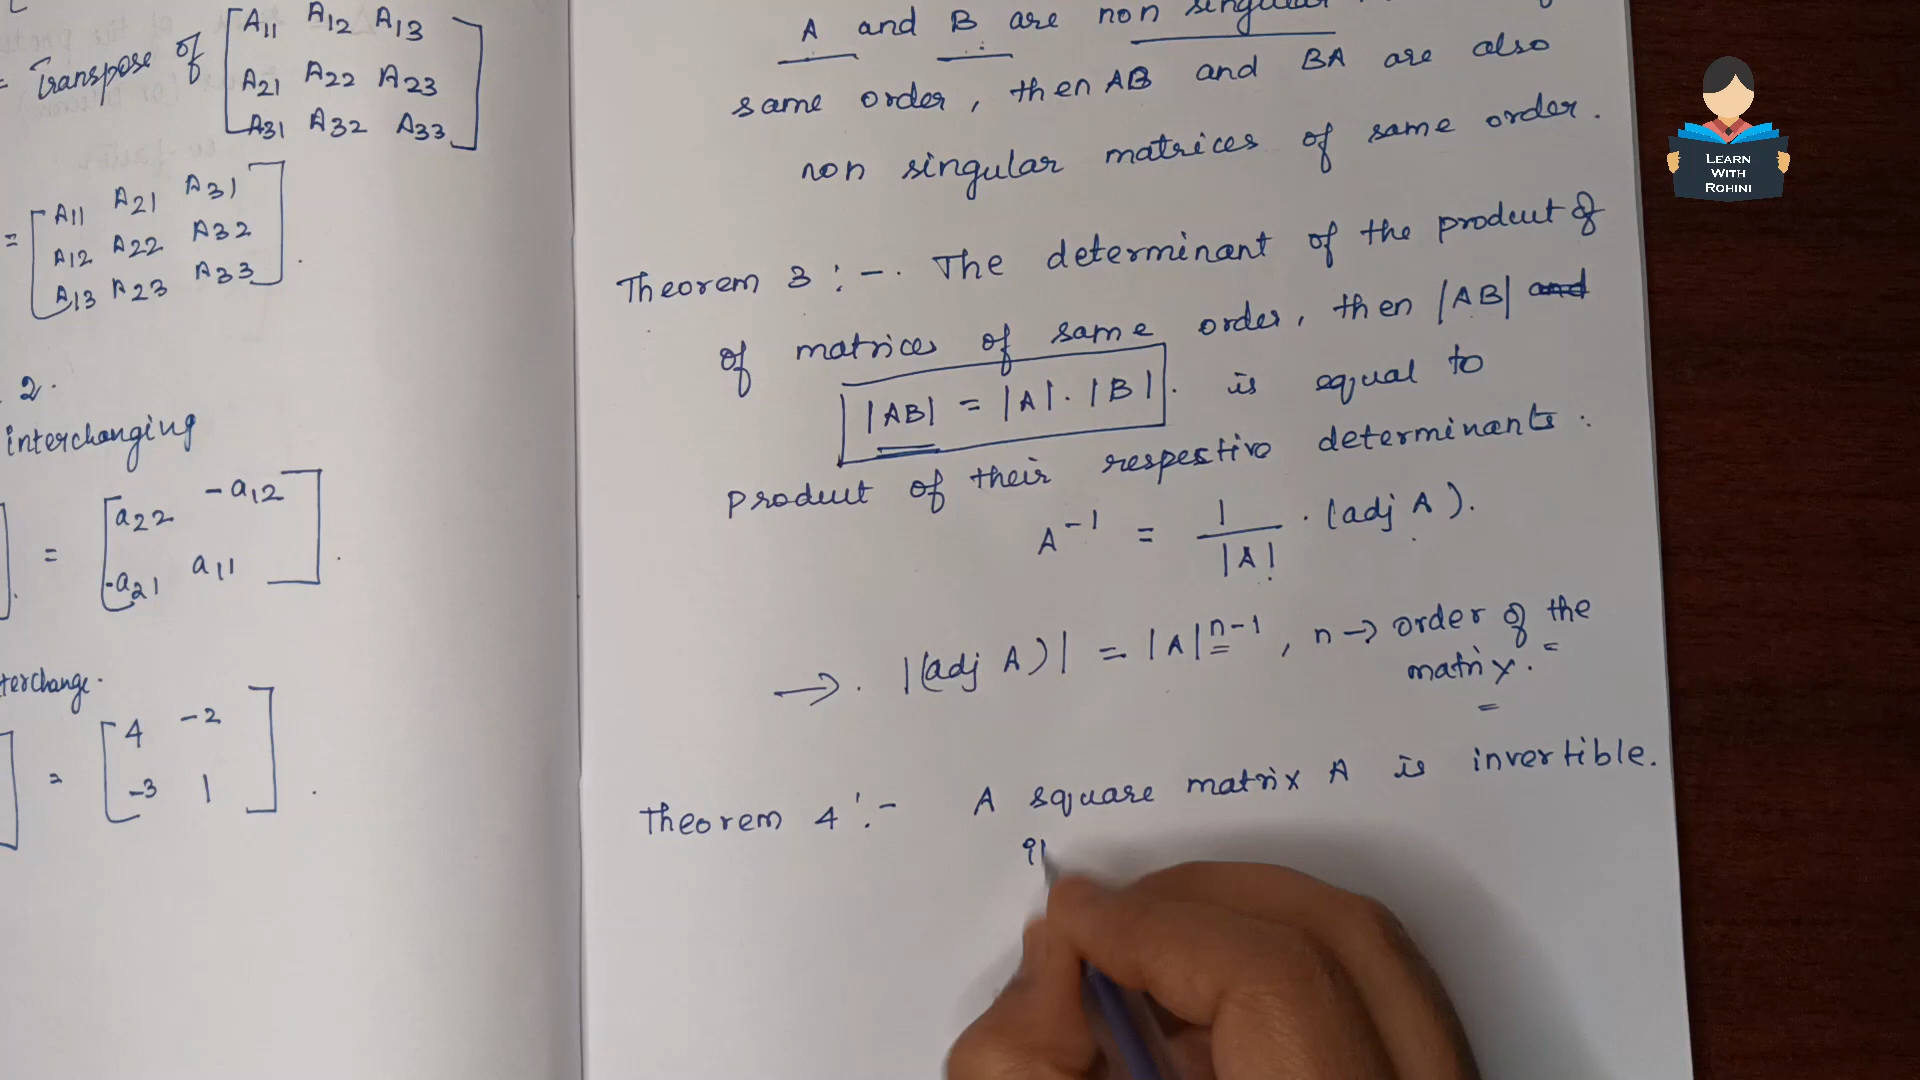 = Transpose of [A11 A12 A13
A21 A22 A23
A31 A32 A33]
= [A11 A21 A31
A12 A22 A32
A13 A23 A33].
2.
interchanging
= [a22 -a12
-a21 a11].
= [4 -2
-3 1].
A and B are non
same order, then AB and BA are also
non singular matrices of same order.
Theorem 3 :-. The determinant of the product of
of matrices of same order, then |AB| and
|AB| = |A|. |B|. is equal to
product of their respective determinants.
A⁻¹ = 1/|A| . (adj A).
→. |(adj A)| = |A|ⁿ⁻¹, n → order of the
matrix.
Theorem 4 :- A square matrix A is invertible.
LEARN
WITH
ROHINI